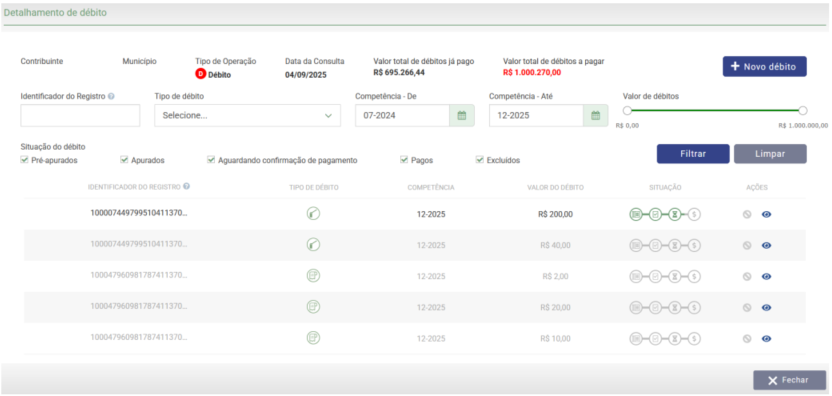 Detalhamento de débito
Contribuinte Município Tipo de Operação Data da Consulta Valor total de débitos já pago Valor total de débitos a pagar
D Débito 04/09/2025 R$ 695.266,44 R$ 1.000.270,00
+ Novo débito
Identificador do Registro Tipo de débito Competência - De Competência - Até Valor de débitos
Selecione... 07-2024 12-2025
R$ 0,00 R$ 1.000.000,00
Situação do débito
Pré-apurados Apurados Aguardando confirmação de pagamento Pagos Excluídos
Filtrar Limpar
IDENTIFICADOR DO REGISTRO TIPO DE DÉBITO COMPETÊNCIA VALOR DO DÉBITO SITUAÇÃO AÇÕES
100007449799510411370... 12-2025 R$ 200,00
100007449799510411370... 12-2025 R$ 40,00
100047960981787411370... 12-2025 R$ 2,00
100047960981787411370... 12-2025 R$ 20,00
100047960981787411370... 12-2025 R$ 10,00
X Fechar